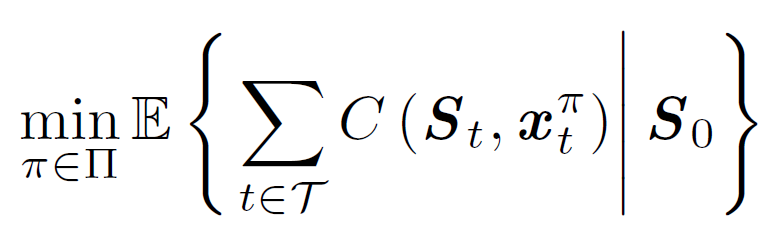 \min_{\pi \in \Pi} \mathbb{E} \left\{ \sum_{t \in \mathcal{T}} C \left( \boldsymbol{S}_t, \boldsymbol{x}_t^{\pi} \right) \middle| \boldsymbol{S}_0 \right\}